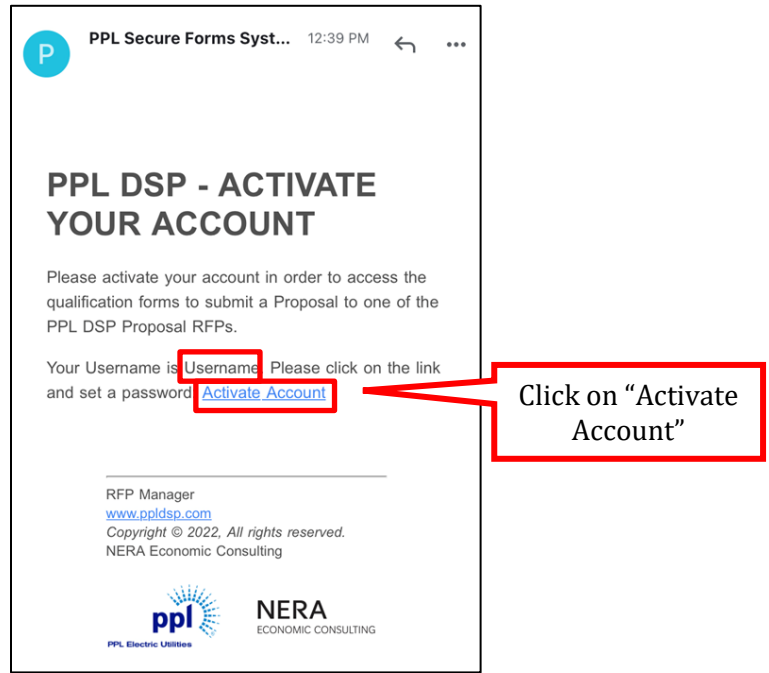 P
PPL Secure Forms Syst... 12:39 PM
PPL DSP - ACTIVATE
YOUR ACCOUNT
Please activate your account in order to access the
qualification forms to submit a Proposal to one of the
PPL DSP Proposal RFPs.
Your Username is Username. Please click on the link
and set a password Activate Account
Click on “Activate
Account”
RFP Manager
www.ppldsp.com
Copyright © 2022, All rights reserved.
NERA Economic Consulting
ppl
PPL Electric Utilities
NERA
ECONOMIC CONSULTING